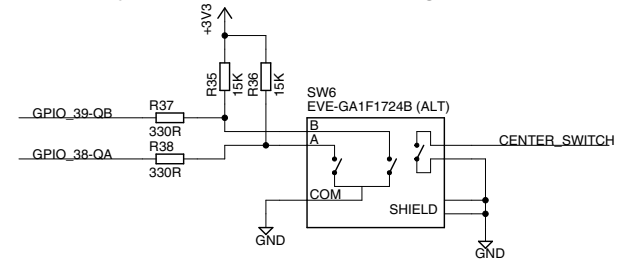 +3V3
R35
15K
R36
15K
SW6
EVE-GA1F1724B (ALT)
GPIO_39-QB
R37
330R
B
A
GPIO_38-QA
R38
330R
CENTER_SWITCH
COM
SHIELD
GND
GND